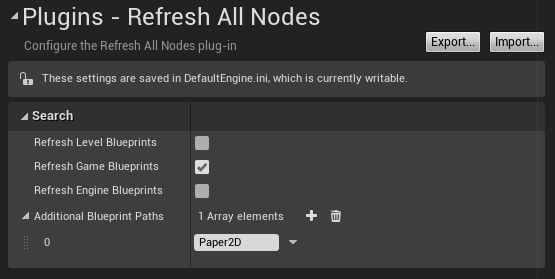 Plugins - Refresh All Nodes
Configure the Refresh All Nodes plug-in
Export...
Import...
These settings are saved in DefaultEngine.ini, which is currently writable.
Search
Refresh Level Blueprints
Refresh Game Blueprints
Refresh Engine Blueprints
Additional Blueprint Paths
1 Array elements
0
Paper2D